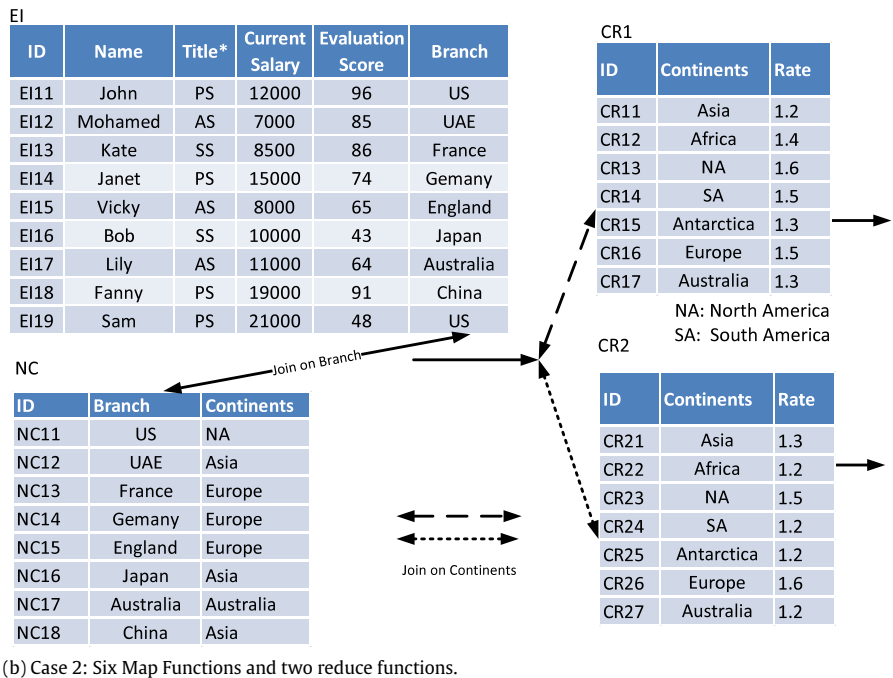 EI
ID Name Title* Current Salary Evaluation Score Branch
EI11 John PS 12000 96 US
EI12 Mohamed AS 7000 85 UAE
EI13 Kate SS 8500 86 France
EI14 Janet PS 15000 74 Gemany
EI15 Vicky AS 8000 65 England
EI16 Bob SS 10000 43 Japan
EI17 Lily AS 11000 64 Australia
EI18 Fanny PS 19000 91 China
EI19 Sam PS 21000 48 US
Join on Branch
NC
ID Branch Continents
NC11 US NA
NC12 UAE Asia
NC13 France Europe
NC14 Gemany Europe
NC15 England Europe
NC16 Japan Asia
NC17 Australia Australia
NC18 China Asia
Join on Continents
CR1
ID Continents Rate
CR11 Asia 1.2
CR12 Africa 1.4
CR13 NA 1.6
CR14 SA 1.5
CR15 Antarctica 1.3
CR16 Europe 1.5
CR17 Australia 1.3
NA: North America
SA: South America
CR2
ID Continents Rate
CR21 Asia 1.3
CR22 Africa 1.2
CR23 NA 1.5
CR24 SA 1.2
CR25 Antarctica 1.2
CR26 Europe 1.6
CR27 Australia 1.2
(b) Case 2: Six Map Functions and two reduce functions.